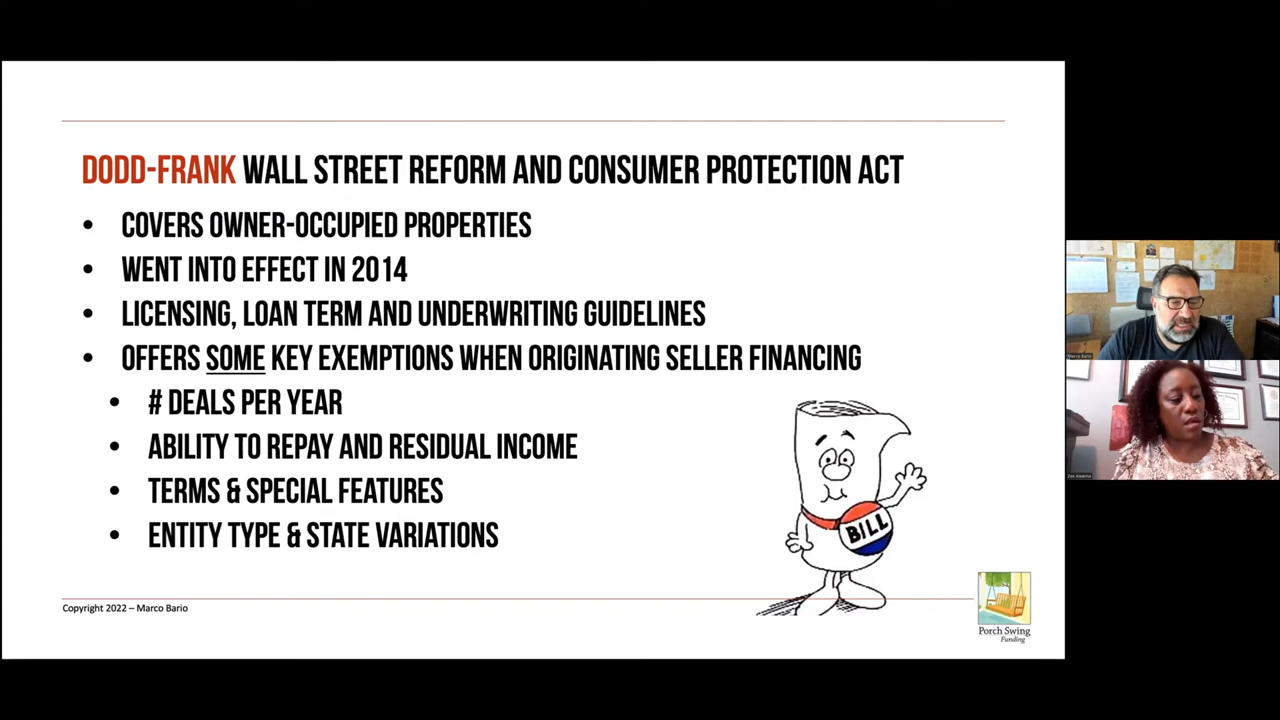 DODD-FRANK WALL STREET REFORM AND CONSUMER PROTECTION ACT
• COVERS OWNER-OCCUPIED PROPERTIES
• WENT INTO EFFECT IN 2014
• LICENSING, LOAN TERM AND UNDERWRITING GUIDELINES
• OFFERS SOME KEY EXEMPTIONS WHEN ORIGINATING SELLER FINANCING
• # DEALS PER YEAR
• ABILITY TO REPAY AND RESIDUAL INCOME
• TERMS & SPECIAL FEATURES
• ENTITY TYPE & STATE VARIATIONS
BILL
Copyright 2022 – Marco Bario
Porch Swing
Funding
Marco Bario